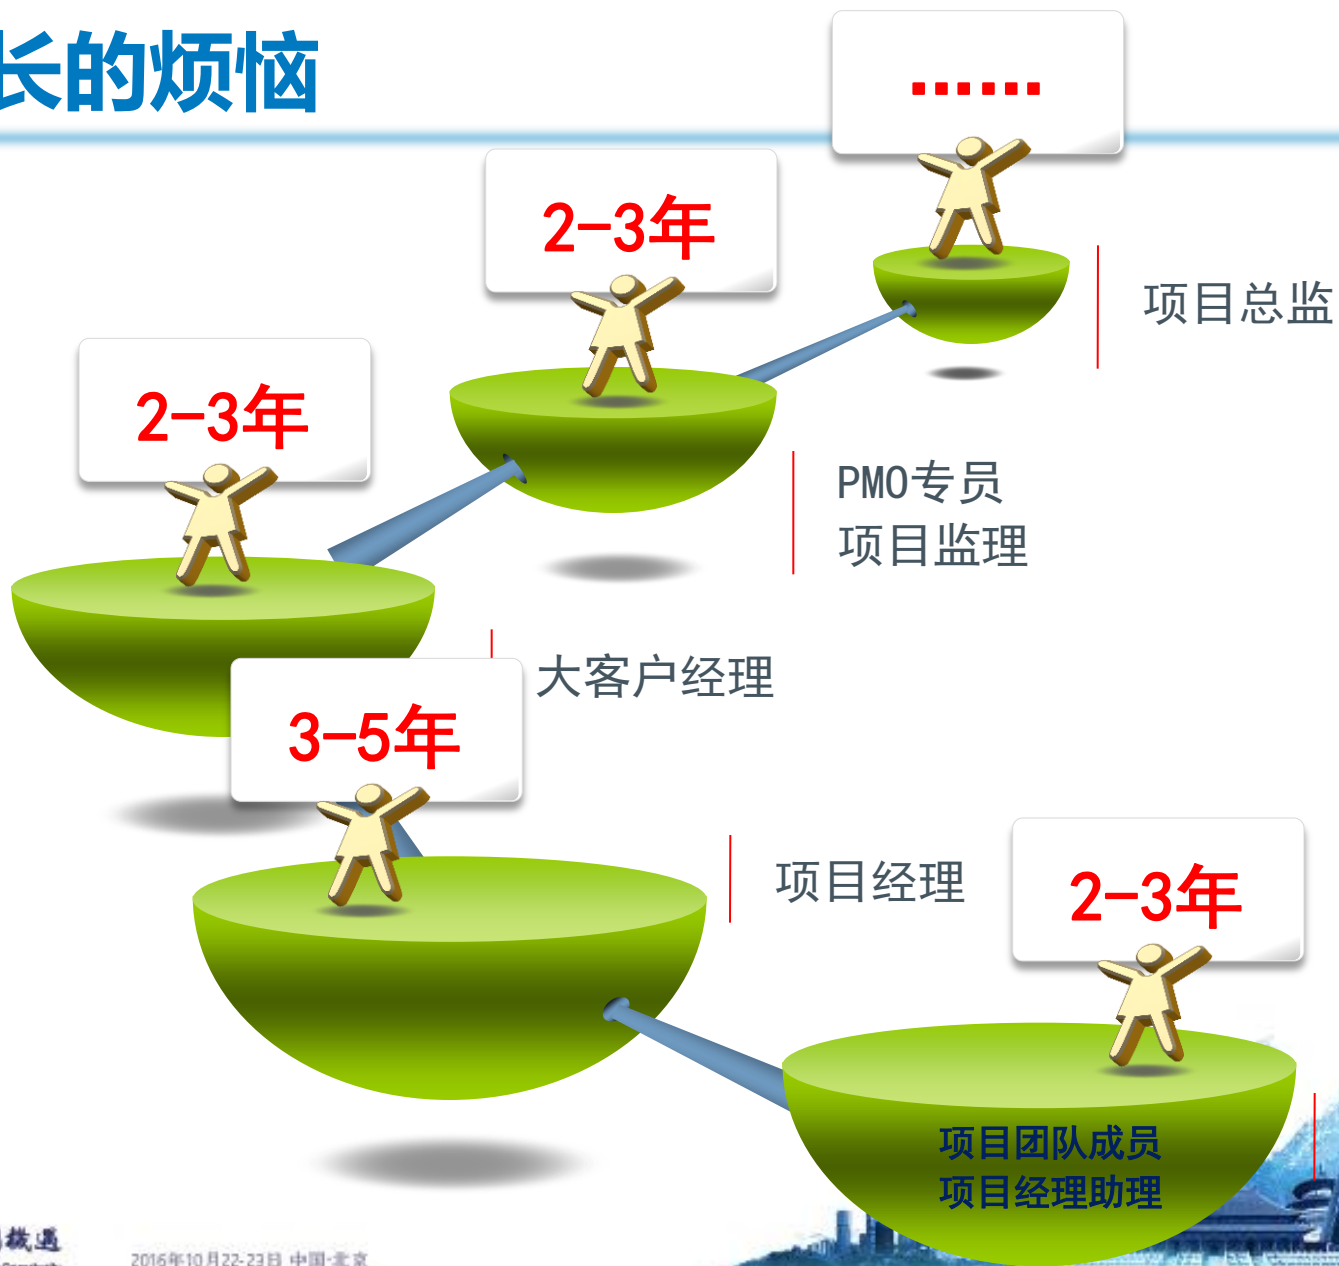 长的烦恼
......
2-3年
项目总监
2-3年
PMO专员
项目监理
2-3年
大客户经理
3-5年
项目经理
2-3年
项目团队成员
项目经理助理
2016年10月22-23日 中国·北京